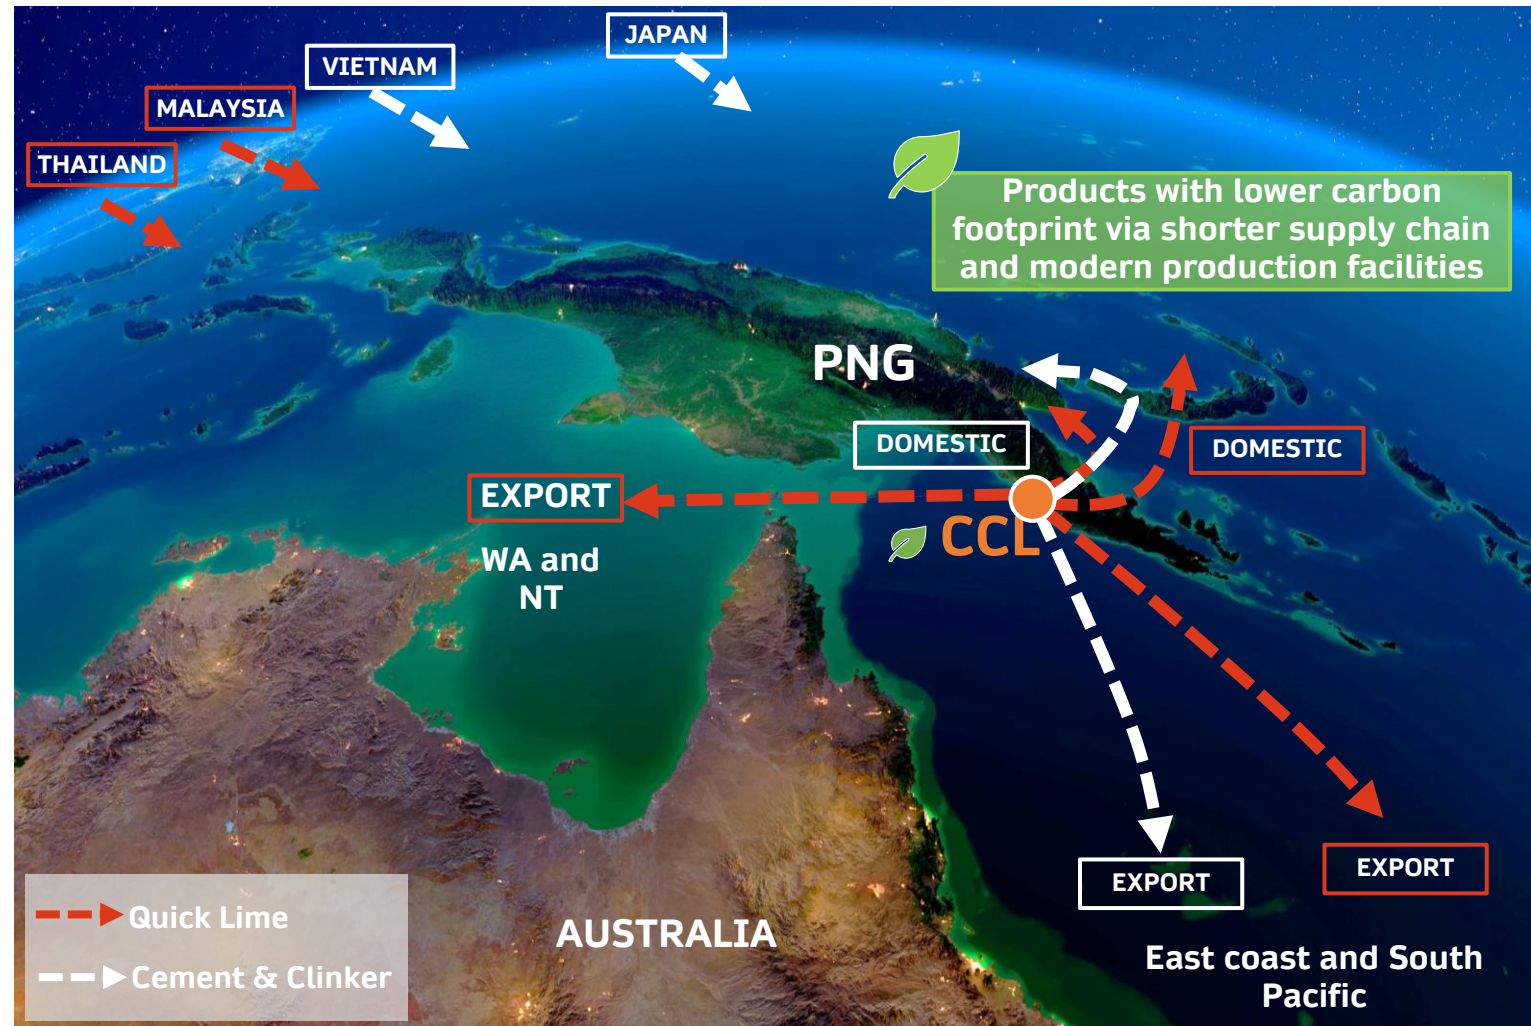 JAPAN
VIETNAM
MALAYSIA
THAILAND
Products with lower carbon
footprint via shorter supply chain
and modern production facilities
PNG
DOMESTIC
DOMESTIC
EXPORT
WA and
NT
CCL
EXPORT
EXPORT
East coast and South
Pacific
AUSTRALIA
Quick Lime
Cement & Clinker